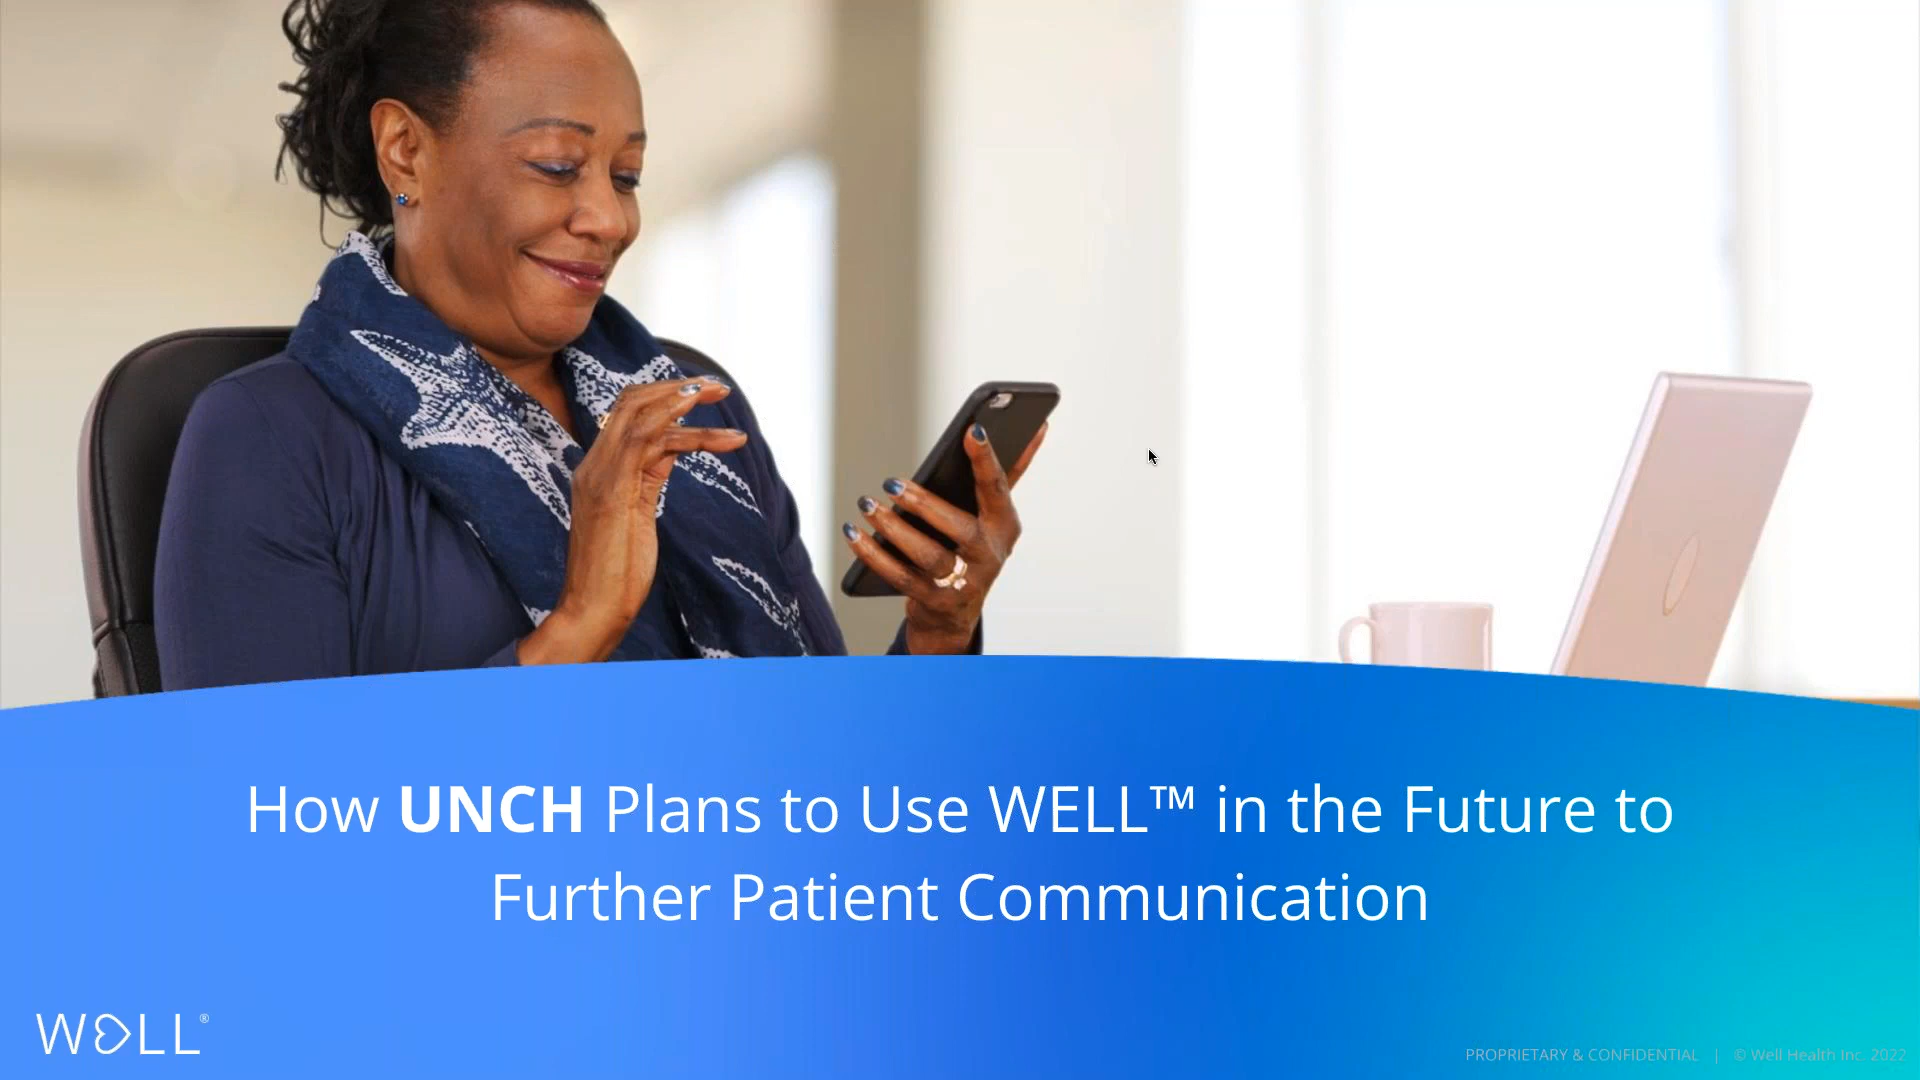 How UNCH Plans to Use WELL™ in the Future to
Further Patient Communication
WELL®
PROPRIETARY & CONFIDENTIAL | © Well Health Inc. 2022